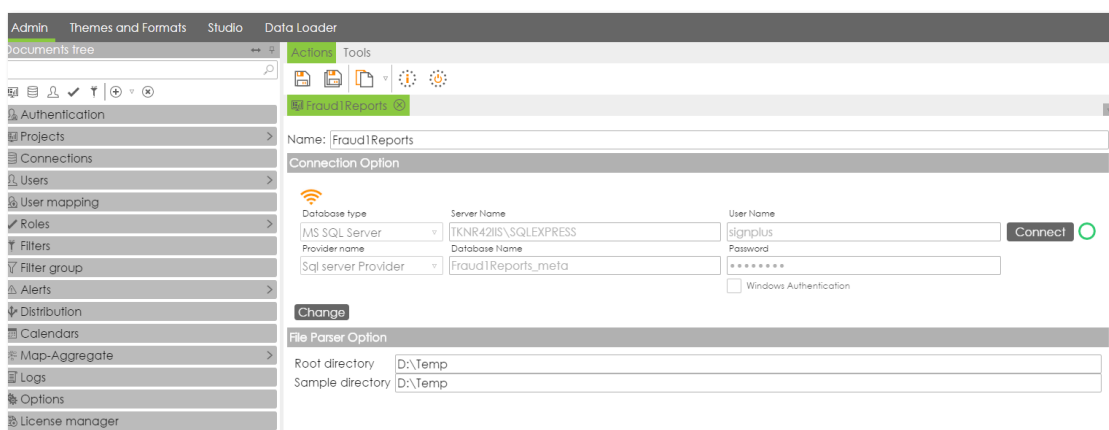 Admin Themes and Formats Studio Data Loader
Documents tree
Actions Tools
Fraud1Reports
Authentication
Projects
Connections
Users
User mapping
Roles
Filters
Filter group
Alerts
Distribution
Calendars
Map-Aggregate
Logs
Options
License manager
Name: Fraud1Reports
Connection Option
Database type Server Name User Name
MS SQL Server TKNR42IIS\SQLEXPRESS signplus Connect
Provider name Database Name Password
Sql server Provider Fraud1Reports_meta ••••••••
Windows Authentication
Change
File Parser Option
Root directory D:\Temp
Sample directory D:\Temp